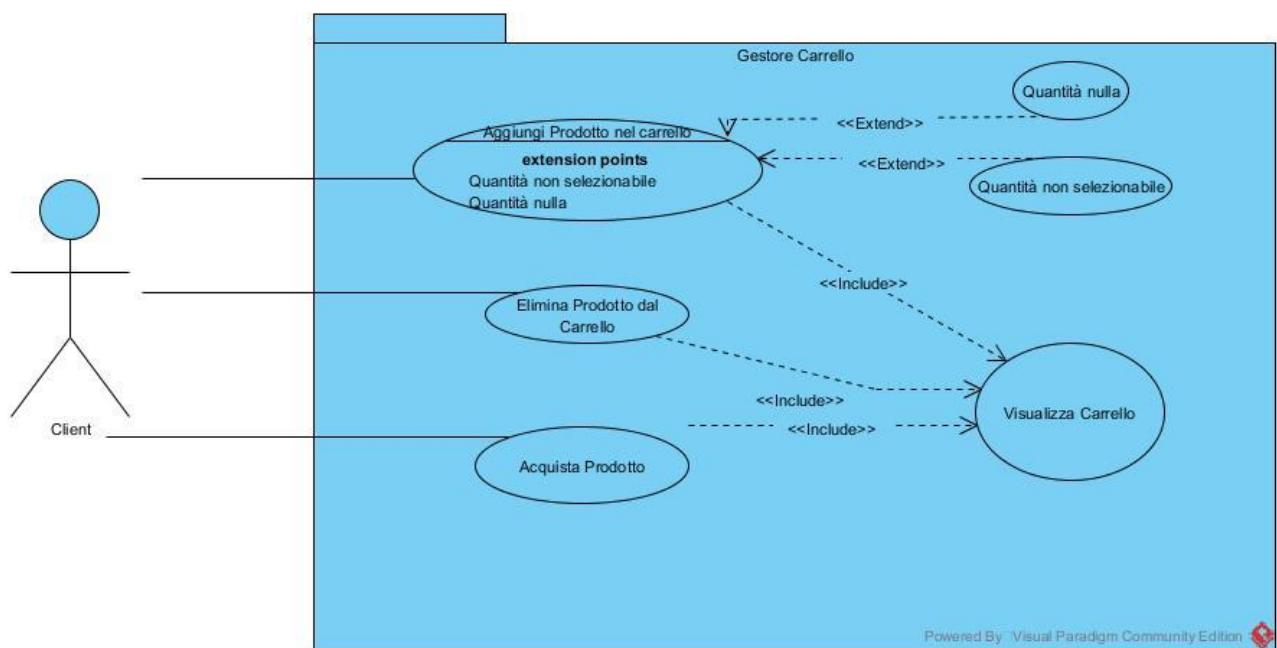 Gestore Carrello
Quantità nulla
<<Extend>>
Aggiungi Prodotto nel carrello
extension points
Quantità non selezionabile
Quantità nulla
<<Extend>>
Quantità non selezionabile
<<Include>>
Elimina Prodotto dal
Carrello
<<Include>>
Visualizza Carrello
Client
<<Include>>
Acquista Prodotto
Powered By Visual Paradigm Community Edition